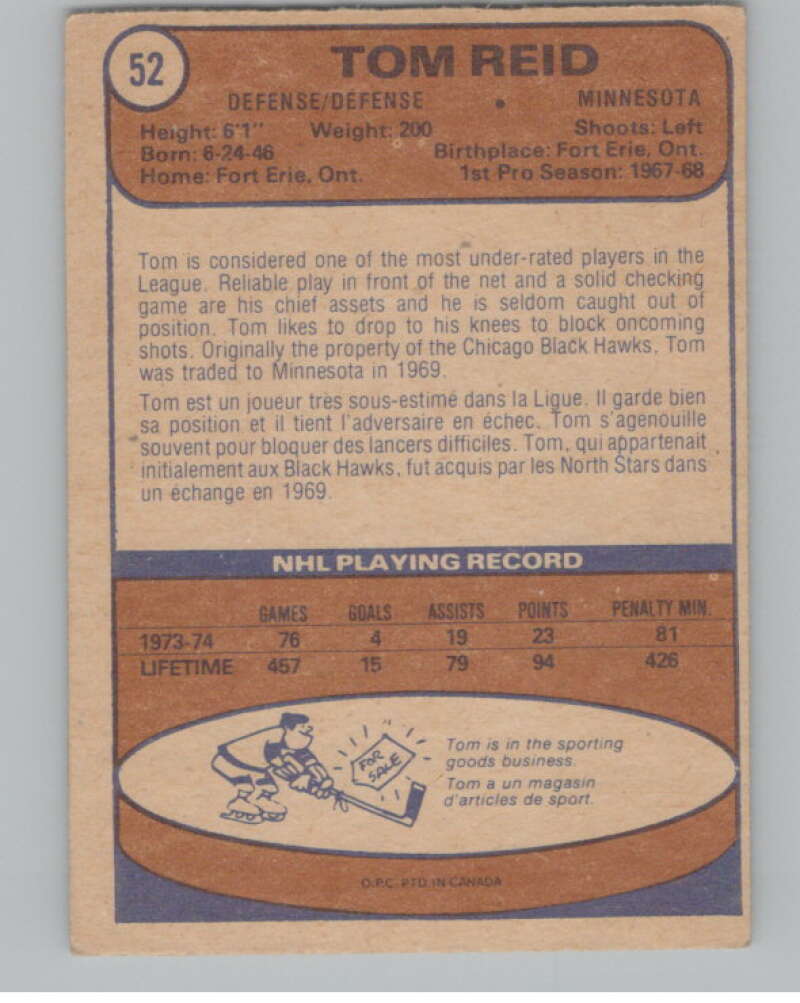 52
TOM REID
DEFENSE/DÉFENSE • MINNESOTA
Height: 6'1" Weight: 200 Shoots: Left
Born: 6-24-46 Birthplace: Fort Erie, Ont.
Home: Fort Erie, Ont. 1st Pro Season: 1967-68
Tom is considered one of the most under-rated players in the
League. Reliable play in front of the net and a solid checking
game are his chief assets and he is seldom caught out of
position. Tom likes to drop to his knees to block oncoming
shots. Originally the property of the Chicago Black Hawks, Tom
was traded to Minnesota in 1969.
Tom est un joueur très sous-estimé dans la Ligue. Il garde bien
sa position et il tient l'adversaire en échec. Tom s'agenouille
souvent pour bloquer des lancers difficiles. Tom, qui appartenait
initialement aux Black Hawks, fut acquis par les North Stars dans
un échange en 1969.
NHL PLAYING RECORD
GAMES GOALS ASSISTS POINTS PENALTY MIN.
1973-74 76 4 19 23 81
LIFETIME 457 15 79 94 426
FOR
SALE
Tom is in the sporting
goods business.
Tom a un magasin
d'articles de sport.
O.P.C. PTD. IN CANADA